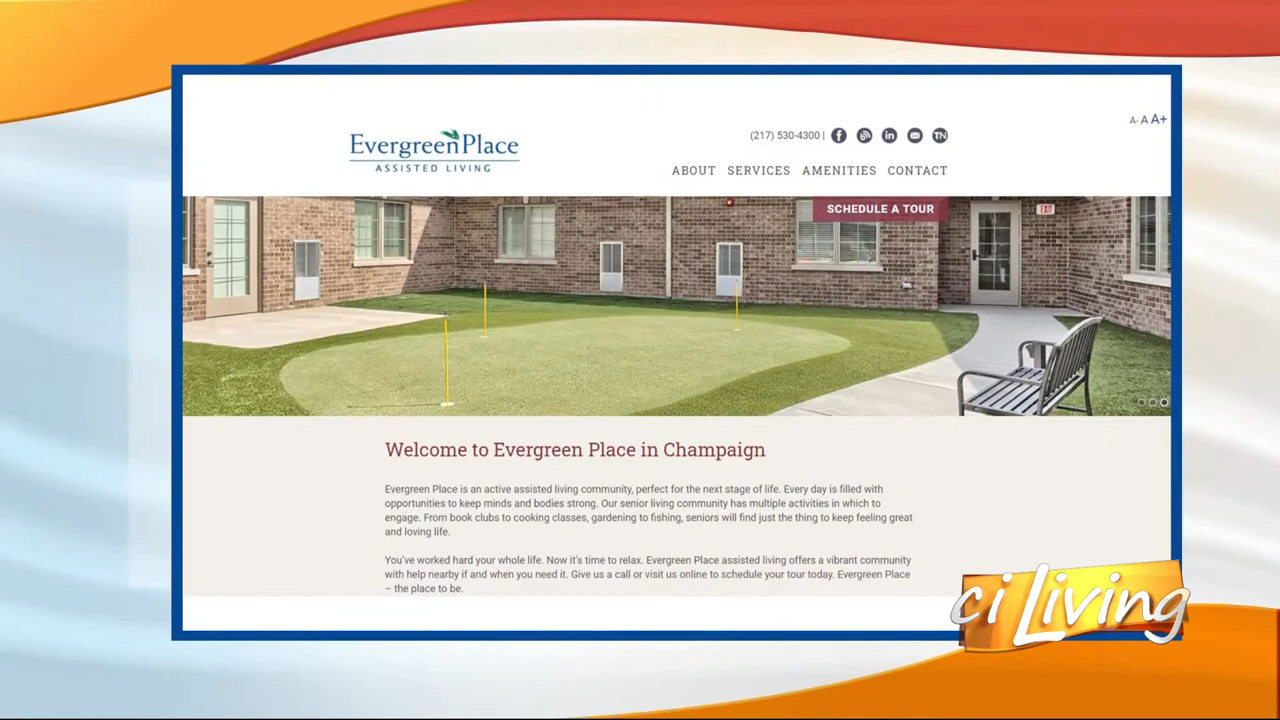 A- A A+
EvergreenPlace
ASSISTED LIVING
(217) 530-4300 |
TN
ABOUT SERVICES AMENITIES CONTACT
SCHEDULE A TOUR
EXIT
Welcome to Evergreen Place in Champaign
Evergreen Place is an active assisted living community, perfect for the next stage of life. Every day is filled with
opportunities to keep minds and bodies strong. Our senior living community has multiple activities in which to
engage. From book clubs to cooking classes, gardening to fishing, seniors will find just the thing to keep feeling great
and loving life.
You've worked hard your whole life. Now it's time to relax. Evergreen Place assisted living offers a vibrant community
with help nearby if and when you need it. Give us a call or visit us online to schedule your tour today. Evergreen Place
– the place to be.
ciLiving